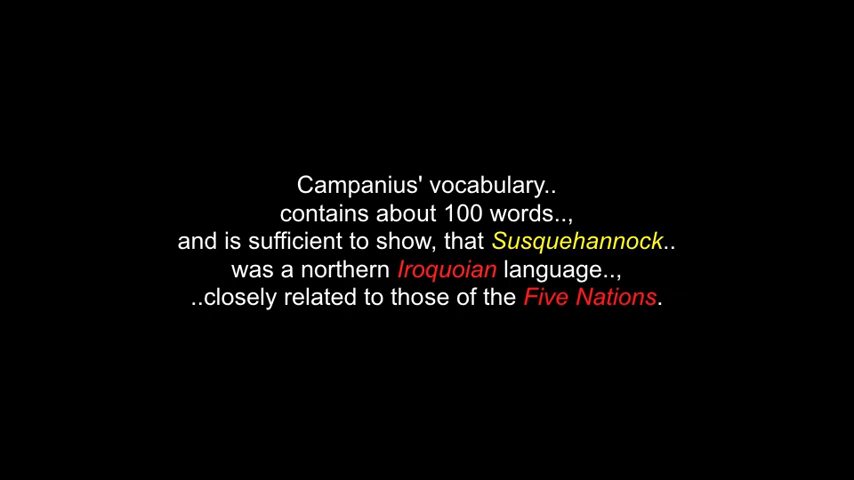 Campanius' vocabulary..
contains about 100 words..,
and is sufficient to show, that Susquehannock..
was a northern Iroquoian language..,
..closely related to those of the Five Nations.